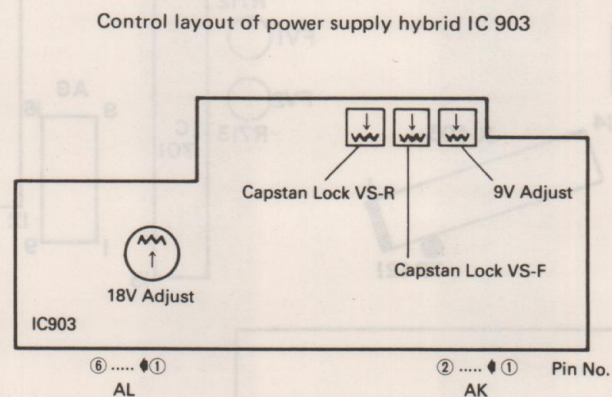 Control layout of power supply hybrid IC 903
Capstan Lock VS-R
9V Adjust
Capstan Lock VS-F
18V Adjust
IC903
⑥ ..... ① ② ..... ① Pin No.
AL AK